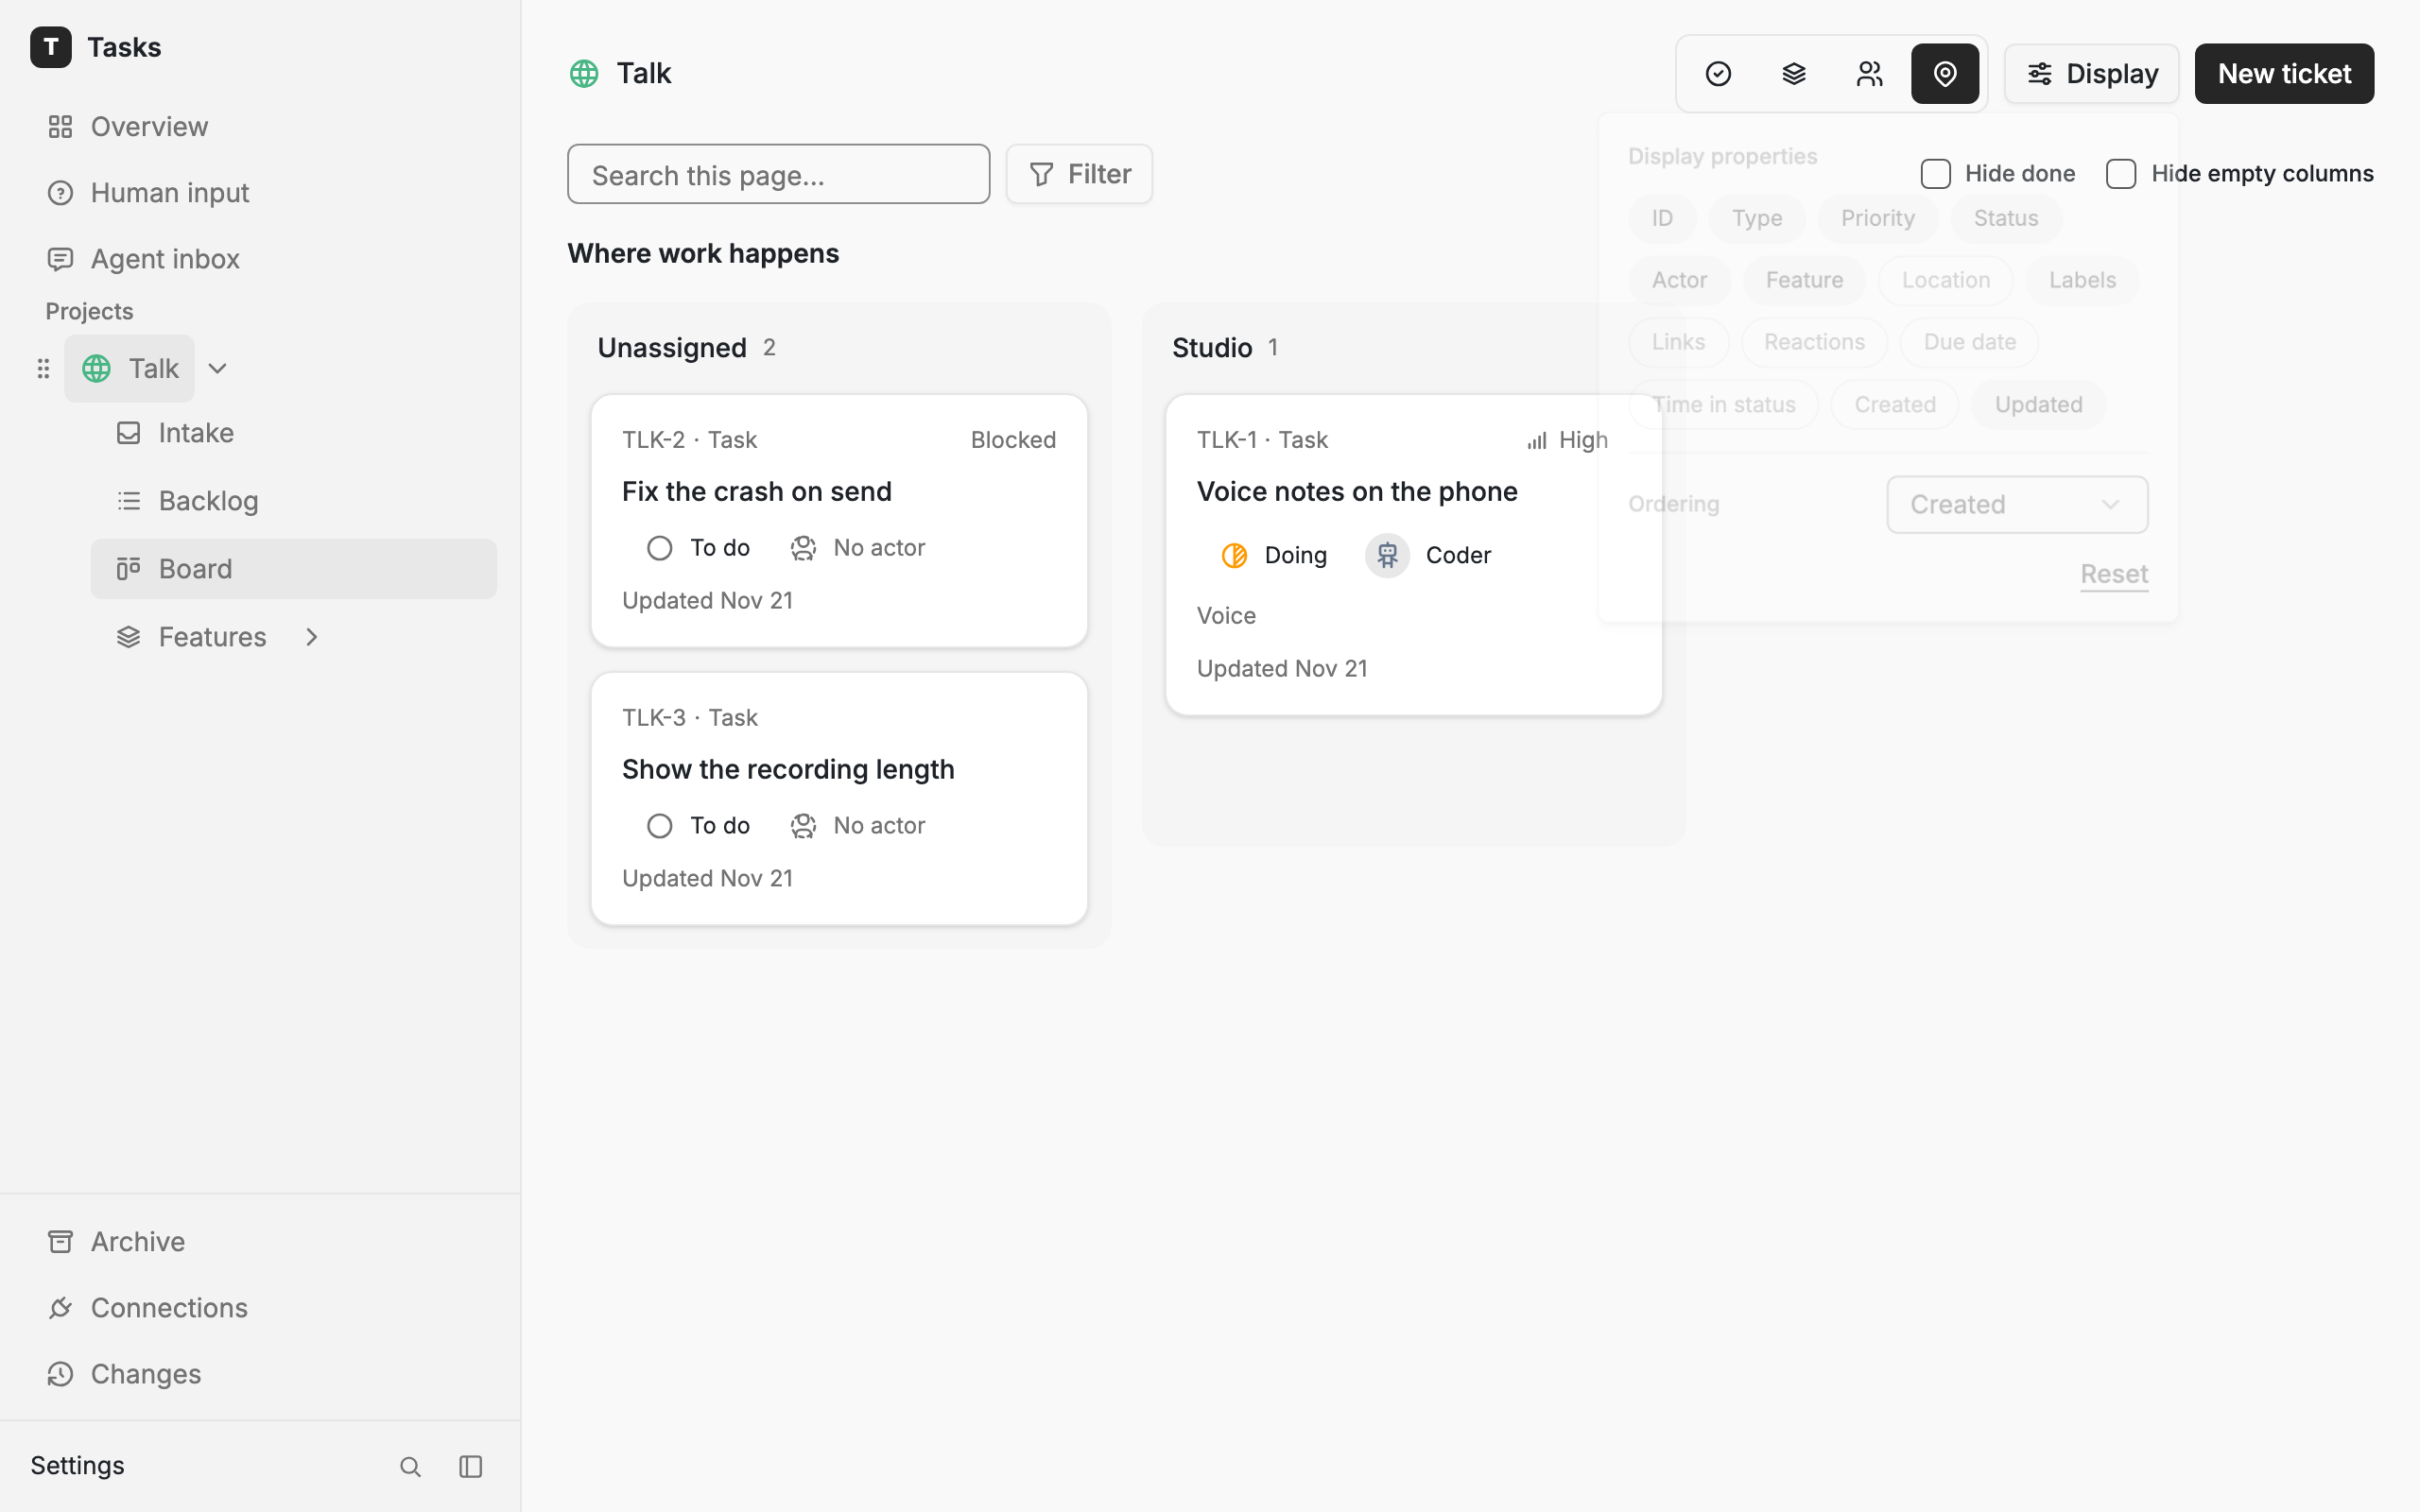 T Tasks
Overview
Human input
Agent inbox
Projects
Talk
Intake
Backlog
Board
Features
Archive
Connections
Changes
Settings
Talk
Display
New ticket
Search this page...
Filter
Hide done
Hide empty columns
Where work happens
Unassigned 2
TLK-2 · Task Blocked
Fix the crash on send
To do No actor
Updated Nov 21
TLK-3 · Task
Show the recording length
To do No actor
Updated Nov 21
Studio 1
TLK-1 · Task High
Voice notes on the phone
Doing Coder
Voice
Updated Nov 21
Display properties
ID Type Priority Status
Actor Feature Location Labels
Links Reactions Due date
Time in status Created Updated
Ordering Created
Reset